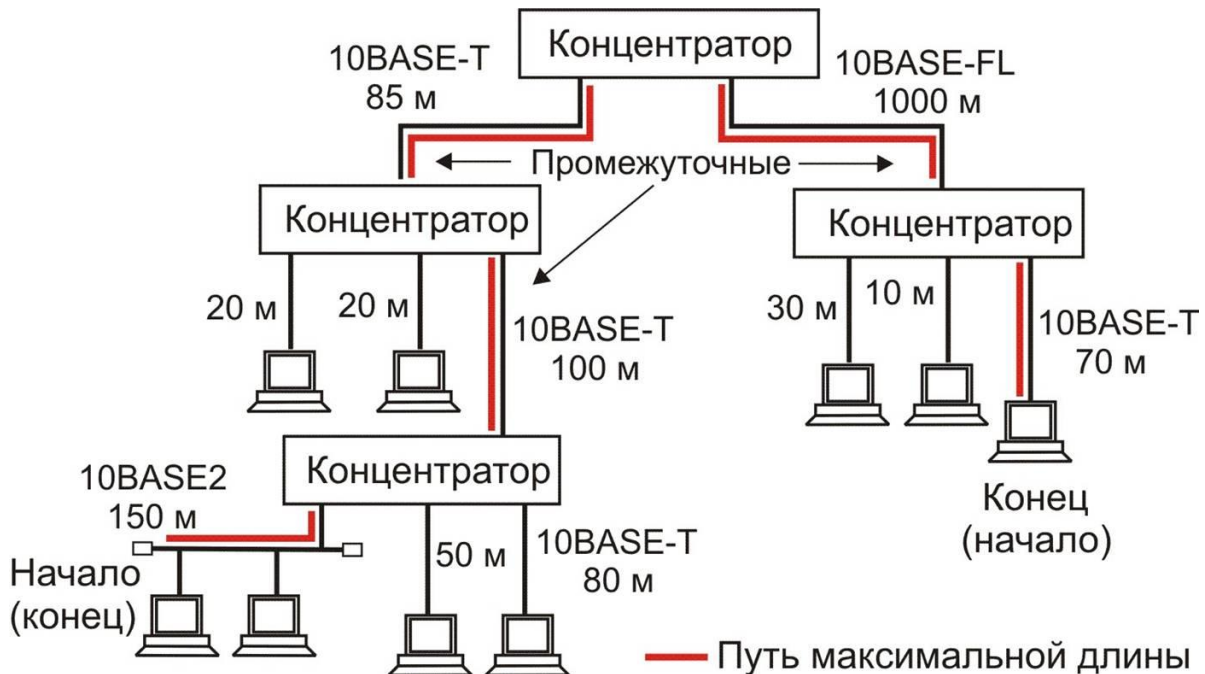 Концентратор
10BASE-T
85 м
10BASE-FL
1000 м
Промежуточные
Концентратор
Концентратор
20 м
20 м
10BASE-T
100 м
30 м
10 м
10BASE-T
70 м
Концентратор
10BASE2
150 м
Начало
(конец)
50 м
10BASE-T
80 м
Конец
(начало)
Путь максимальной длины